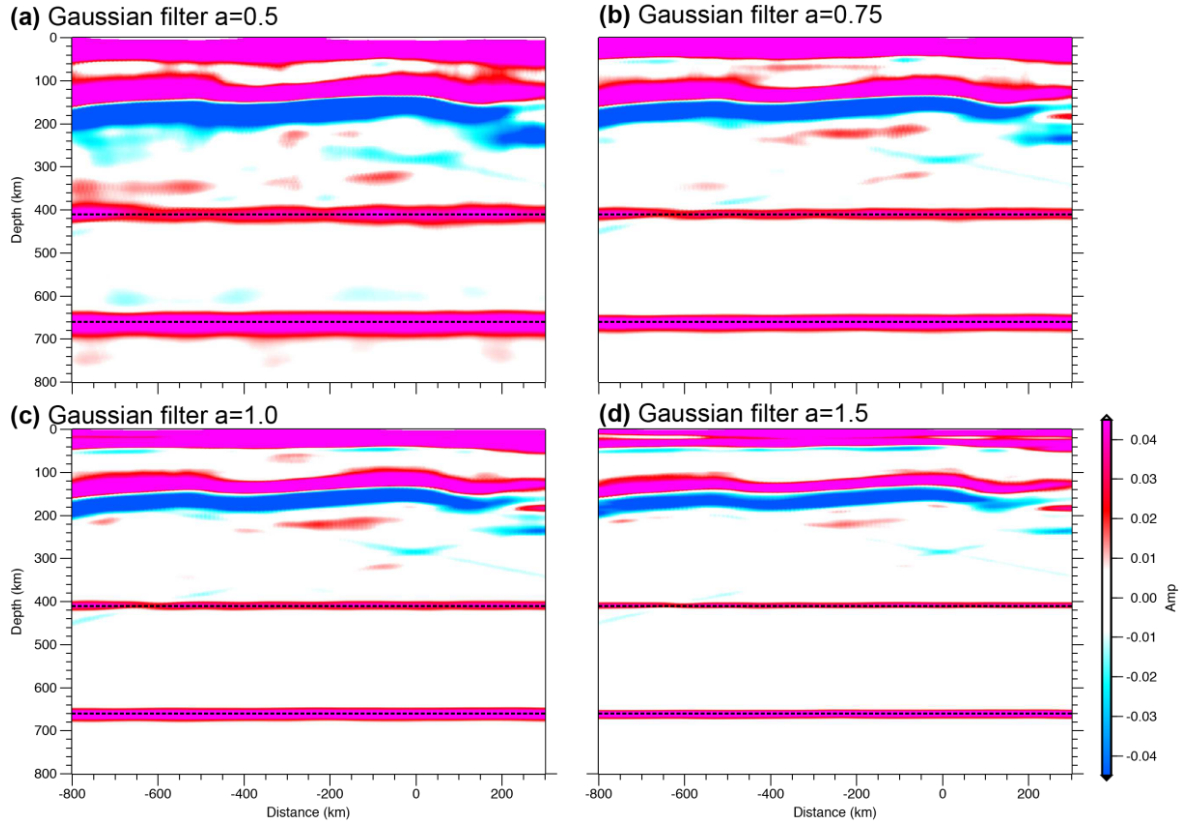 (a) Gaussian filter a=0.5
(b) Gaussian filter a=0.75
0
100
200
300
400
500
600
700
800
Depth (km)
(c) Gaussian filter a=1.0
(d) Gaussian filter a=1.5
0
100
200
300
400
500
600
700
800
Depth (km)
-800 -600 -400 -200 0 200
Distance (km)
-800 -600 -400 -200 0 200
Distance (km)
0.04
0.03
0.02
0.01
0.00
-0.01
-0.02
-0.03
-0.04
Amp